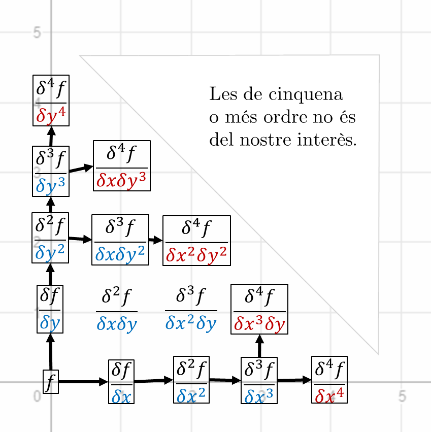 5
Les de cinquena
o més ordre no és
del nostre interès.
δ⁴f
δy⁴
δ³f
δy³
δ⁴f
δxδy³
δ²f
δy²
δ³f
δxδy²
δ⁴f
δx²δy²
δf
δy
δ²f
δxδy
δ³f
δx²δy
δ⁴f
δx³δy
f
δf
δx
δ²f
δx²
δ³f
δx³
δ⁴f
δx⁴
0
5